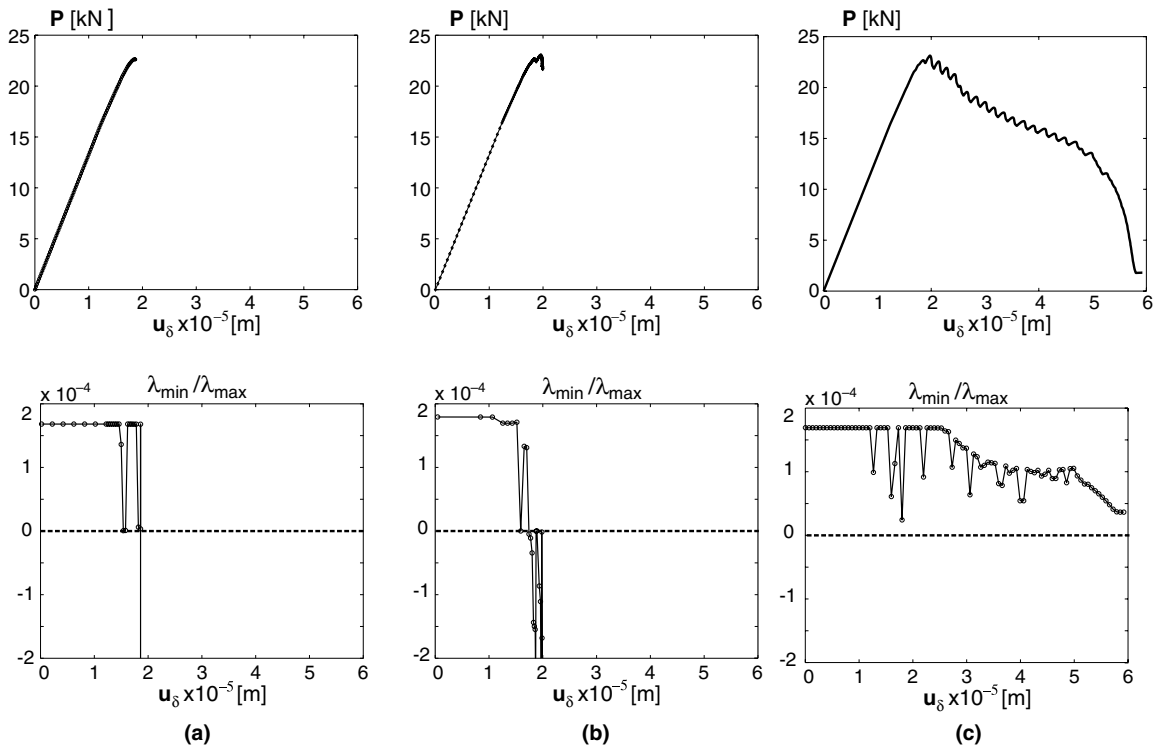 P [kN ]
25
20
15
10
5
0
0 1 2 3 4 5 6
u_δ x10⁻⁵ [m]
P [kN]
25
20
15
10
5
0
0 1 2 3 4 5 6
u_δ x10⁻⁵ [m]
P [kN]
25
20
15
10
5
0
0 1 2 3 4 5 6
u_δ x10⁻⁵ [m]
x 10⁻⁴
λ_min /λ_max
2
1
0
-1
-2
0 1 2 3 4 5 6
u_δ x10⁻⁵ [m]
(a)
x 10⁻⁴
λ_min /λ_max
2
1
0
-1
-2
0 1 2 3 4 5 6
u_δ x10⁻⁵ [m]
(b)
x 10⁻⁴
λ_min /λ_max
2
1
0
-1
-2
0 1 2 3 4 5 6
u_δ x10⁻⁵ [m]
(c)